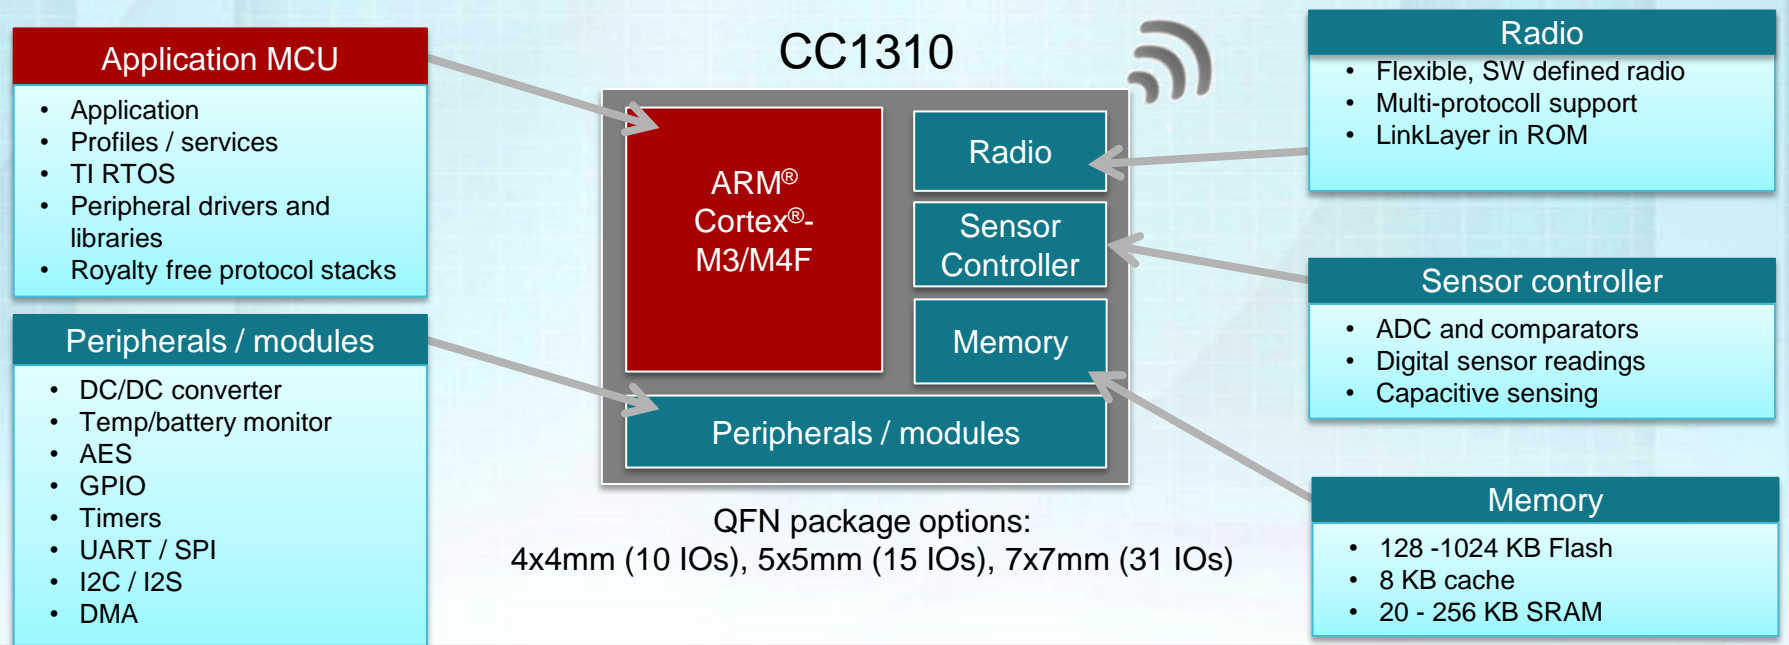 Application MCU
• Application
• Profiles / services
• TI RTOS
• Peripheral drivers and
libraries
• Royalty free protocol stacks
Peripherals / modules
• DC/DC converter
• Temp/battery monitor
• AES
• GPIO
• Timers
• UART / SPI
• I2C / I2S
• DMA
CC1310
ARM®
Cortex®-
M3/M4F
Radio
Sensor
Controller
Memory
Peripherals / modules
QFN package options:
4x4mm (10 IOs), 5x5mm (15 IOs), 7x7mm (31 IOs)
Radio
• Flexible, SW defined radio
• Multi-protocoll support
• LinkLayer in ROM
Sensor controller
• ADC and comparators
• Digital sensor readings
• Capacitive sensing
Memory
• 128 -1024 KB Flash
• 8 KB cache
• 20 - 256 KB SRAM